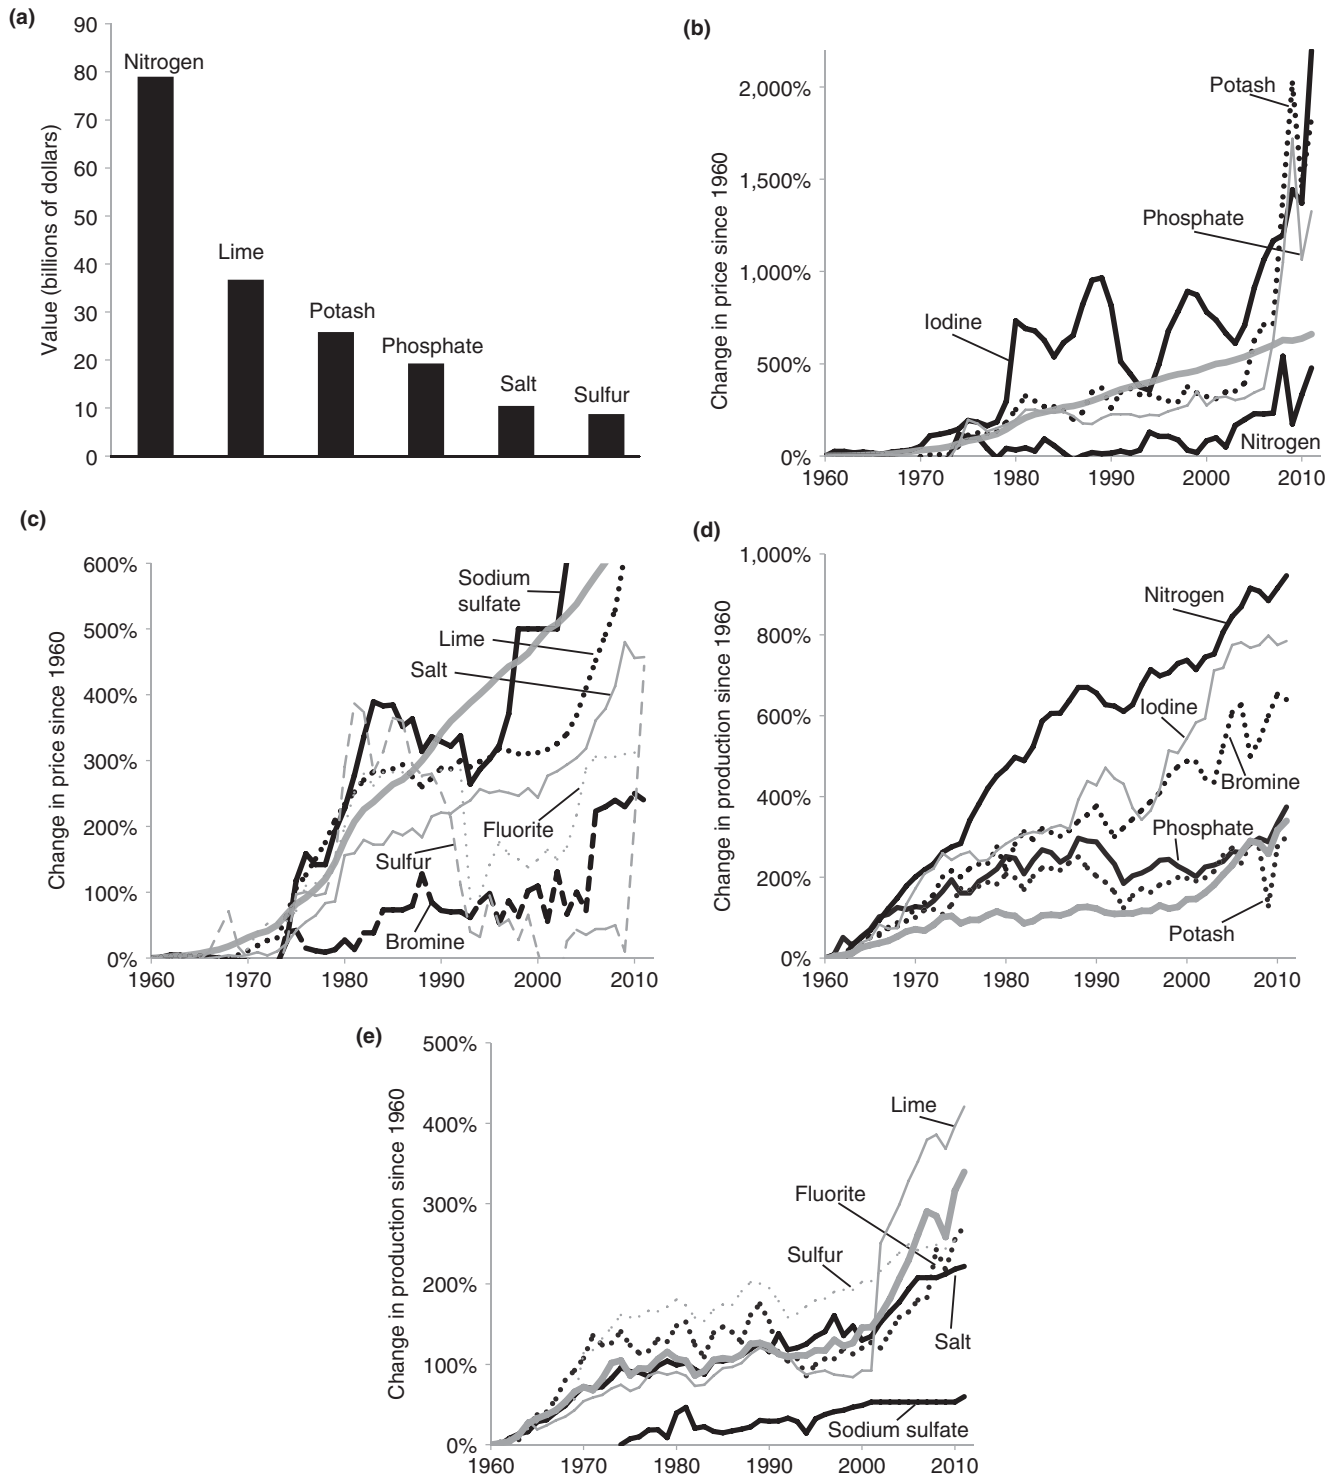 (a)
Value (billions of dollars)
90
80
70
60
50
40
30
20
10
0
Nitrogen
Lime
Potash
Phosphate
Salt
Sulfur
(b)
Change in price since 1960
2,000%
1,500%
1,000%
500%
0%
Potash
Phosphate
Iodine
Nitrogen
1960 1970 1980 1990 2000 2010
(c)
Change in price since 1960
600%
500%
400%
300%
200%
100%
0%
Sodium
sulfate
Lime
Salt
Fluorite
Sulfur
Bromine
1960 1970 1980 1990 2000 2010
(d)
Change in production since 1960
1,000%
800%
600%
400%
200%
0%
Nitrogen
Iodine
Bromine
Phosphate
Potash
1960 1970 1980 1990 2000 2010
(e)
Change in production since 1960
500%
400%
300%
200%
100%
0%
Lime
Fluorite
Sulfur
Salt
Sodium sulfate
1960 1970 1980 1990 2000 2010